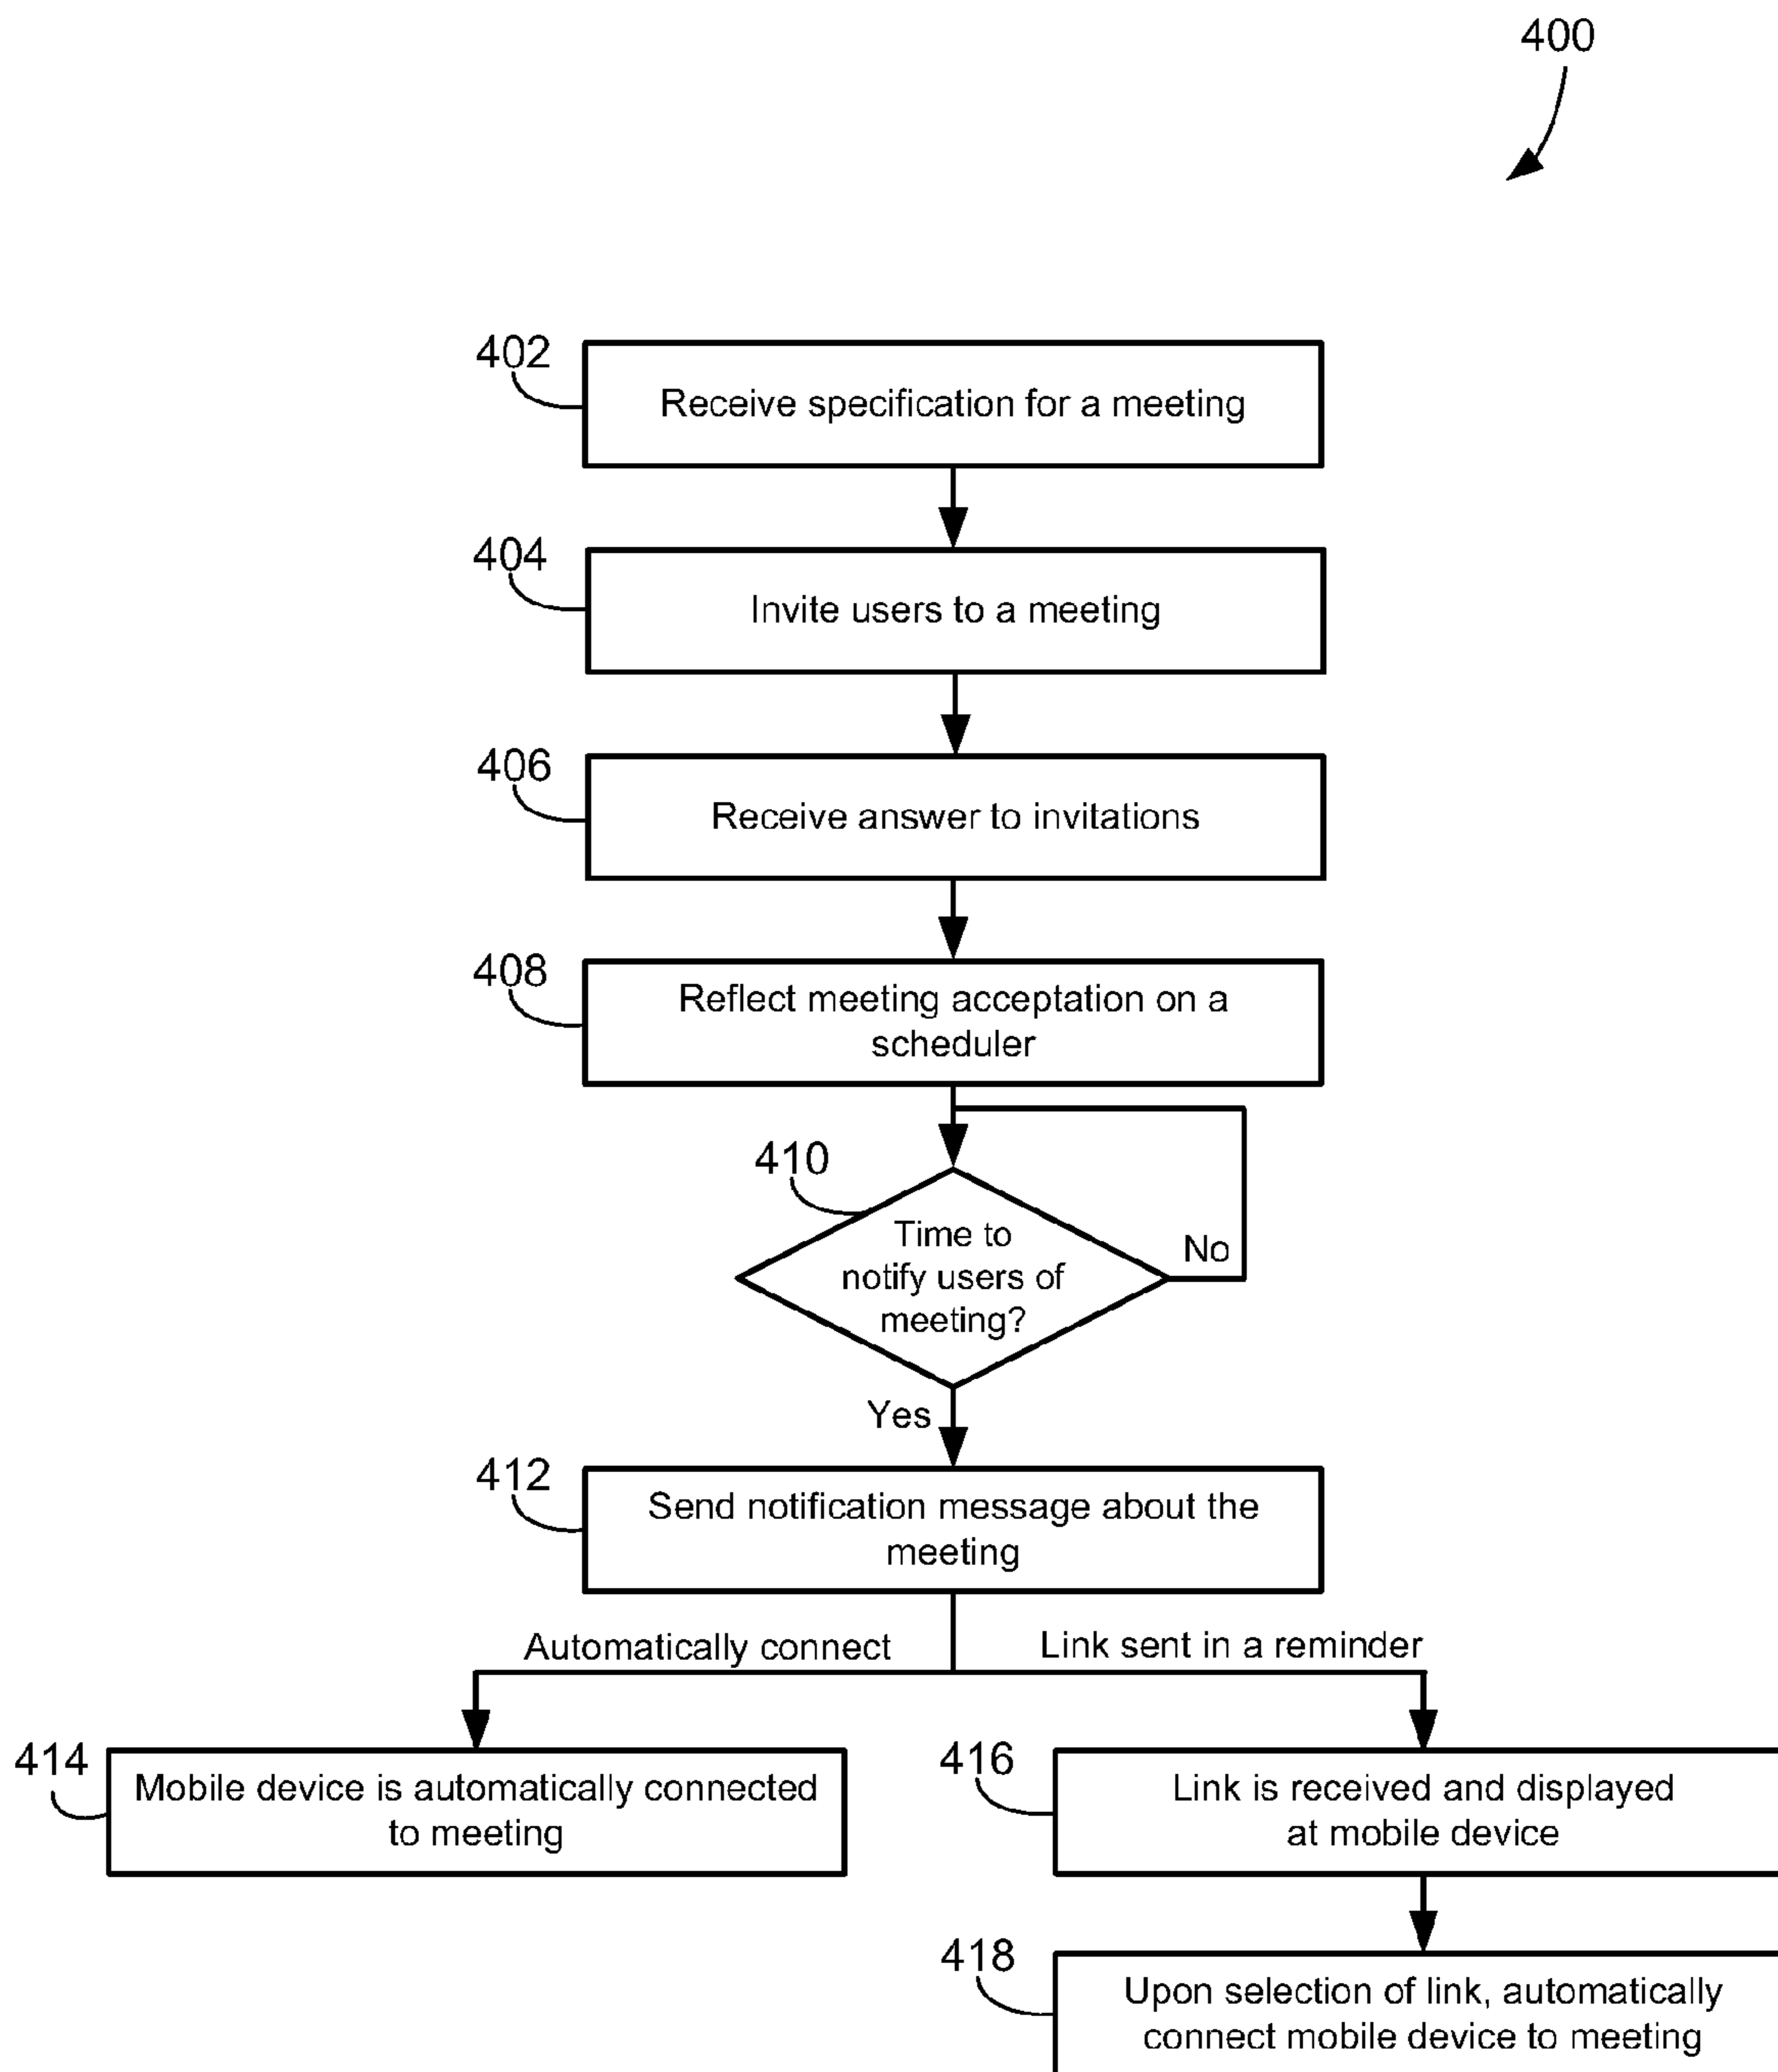 400
402
Receive specification for a meeting
404
Invite users to a meeting
406
Receive answer to invitations
408
Reflect meeting acceptation on a
scheduler
410
Time to
notify users of
meeting?
No
Yes
412
Send notification message about the
meeting
Automatically connect
Link sent in a reminder
414
Mobile device is automatically connected
to meeting
416
Link is received and displayed
at mobile device
418
Upon selection of link, automatically
connect mobile device to meeting